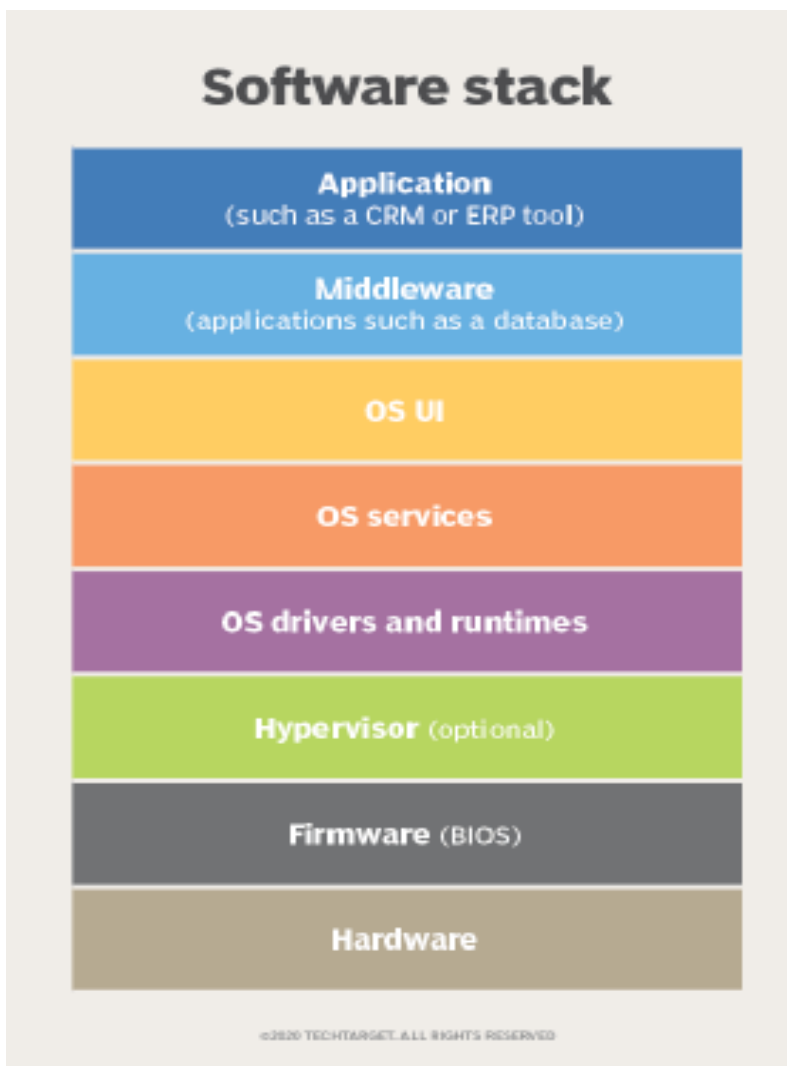 Software stack
Application
(such as a CRM or ERP tool)
Middleware
(applications such as a database)
OS UI
OS services
OS drivers and runtimes
Hypervisor (optional)
Firmware (BIOS)
Hardware
©2020 TECHTARGET. ALL RIGHTS RESERVED